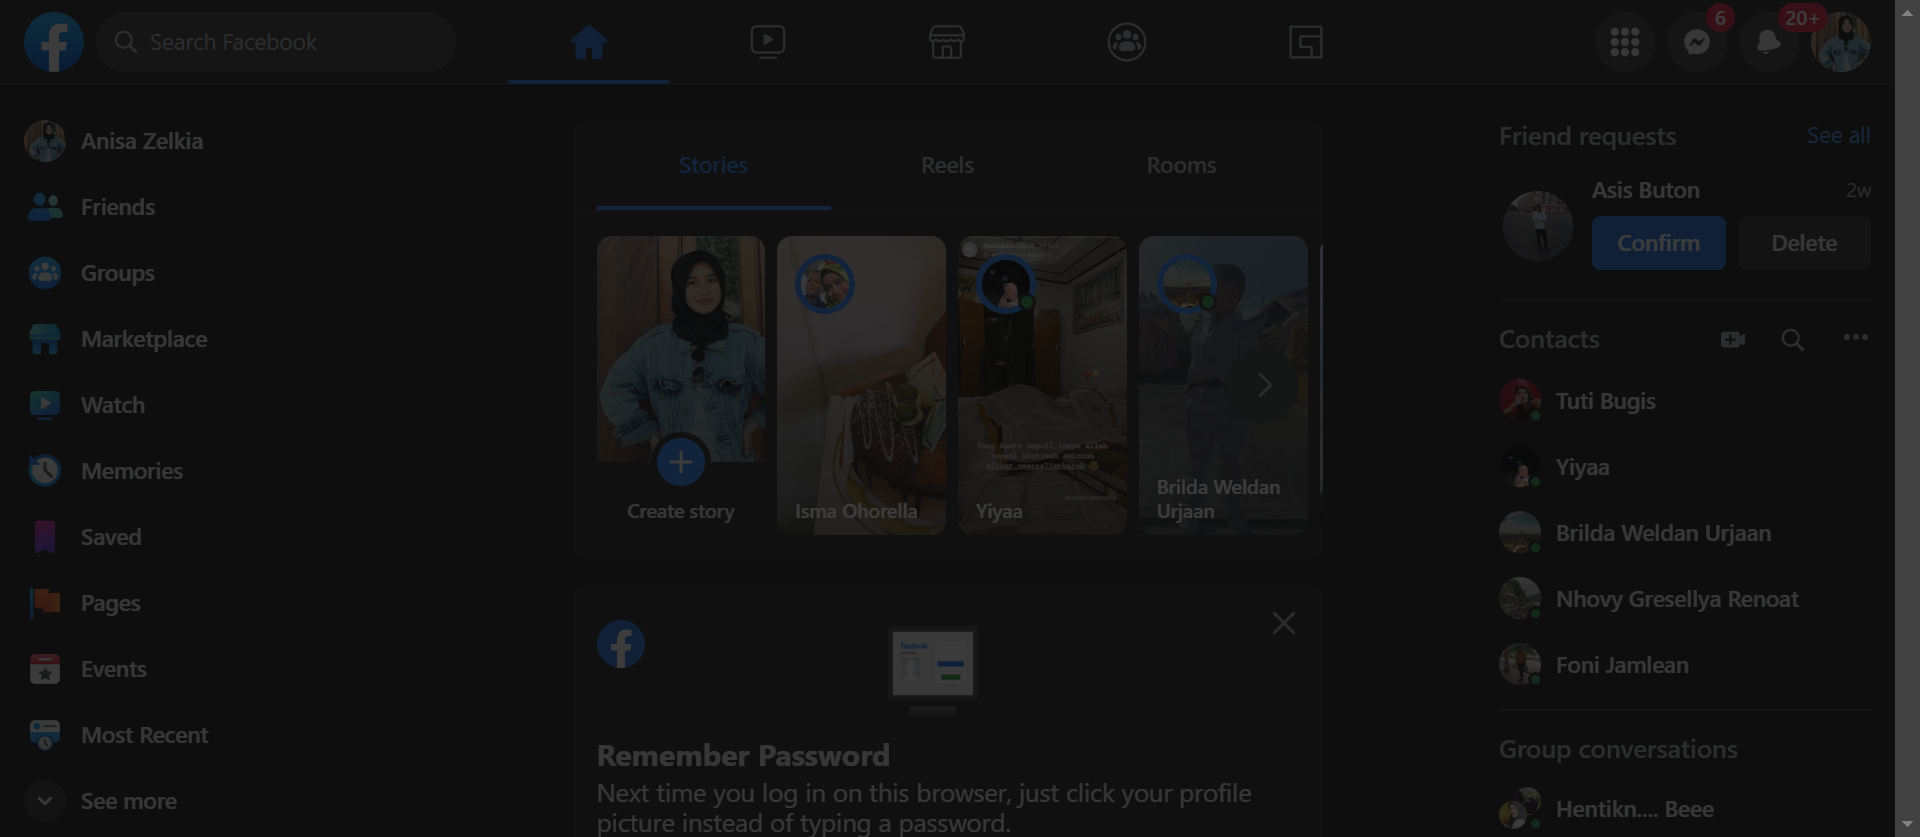 Search Facebook
6
20+
Anisa Zelkia
Friends
Groups
Marketplace
Watch
Memories
Saved
Pages
Events
Most Recent
See more
Stories
Reels
Rooms
Create story
Isma Ohorella
Yiyaa
Brilda Weldan
Urjaan
Remember Password
Next time you log in on this browser, just click your profile
picture instead of typing a password.
Friend requests
See all
Asis Buton
2w
Confirm
Delete
Contacts
Tuti Bugis
Yiyaa
Brilda Weldan Urjaan
Nhovy Gresellya Renoat
Foni Jamlean
Group conversations
Hentikn.... Beee